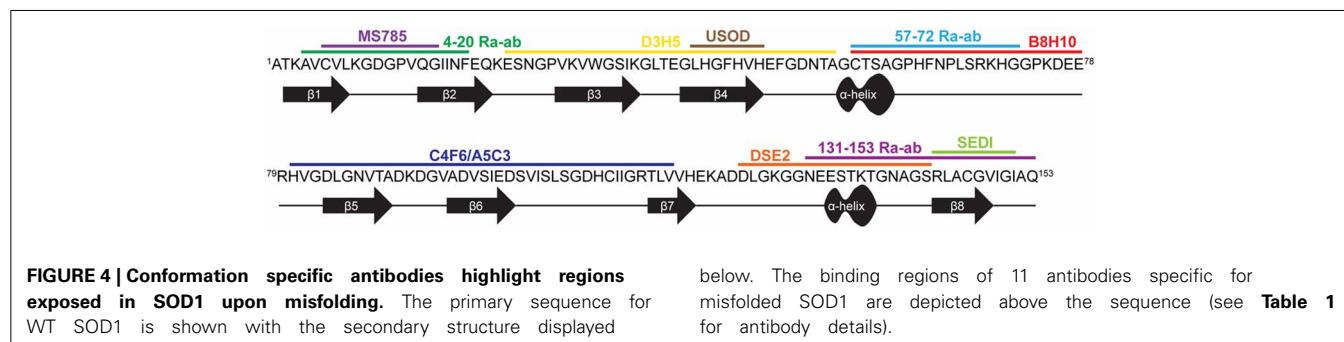 MS785 4-20 Ra-ab D3H5 USOD 57-72 Ra-ab B8H10
1ATKAVCVLKGDGPVQGIINFEQKESNGPVKVWGSIKGLTEGLHGFHVHEFGDNTAGCTSAGPHFNPLSRKHGGPKDEE78
β1 β2 β3 β4 α-helix
C4F6/A5C3 DSE2 131-153 Ra-ab SEDI
79RHVGDLGNVTADKDGVADVSIEDSVISLSGDHCIIGRTLVVHEKADDLGKGGNEESTKTGNAGSRLACGVIGIAQ153
β5 β6 β7 α-helix β8
FIGURE 4 | Conformation specific antibodies highlight regions
exposed in SOD1 upon misfolding. The primary sequence for
WT SOD1 is shown with the secondary structure displayed
below. The binding regions of 11 antibodies specific for
misfolded SOD1 are depicted above the sequence (see Table 1
for antibody details).